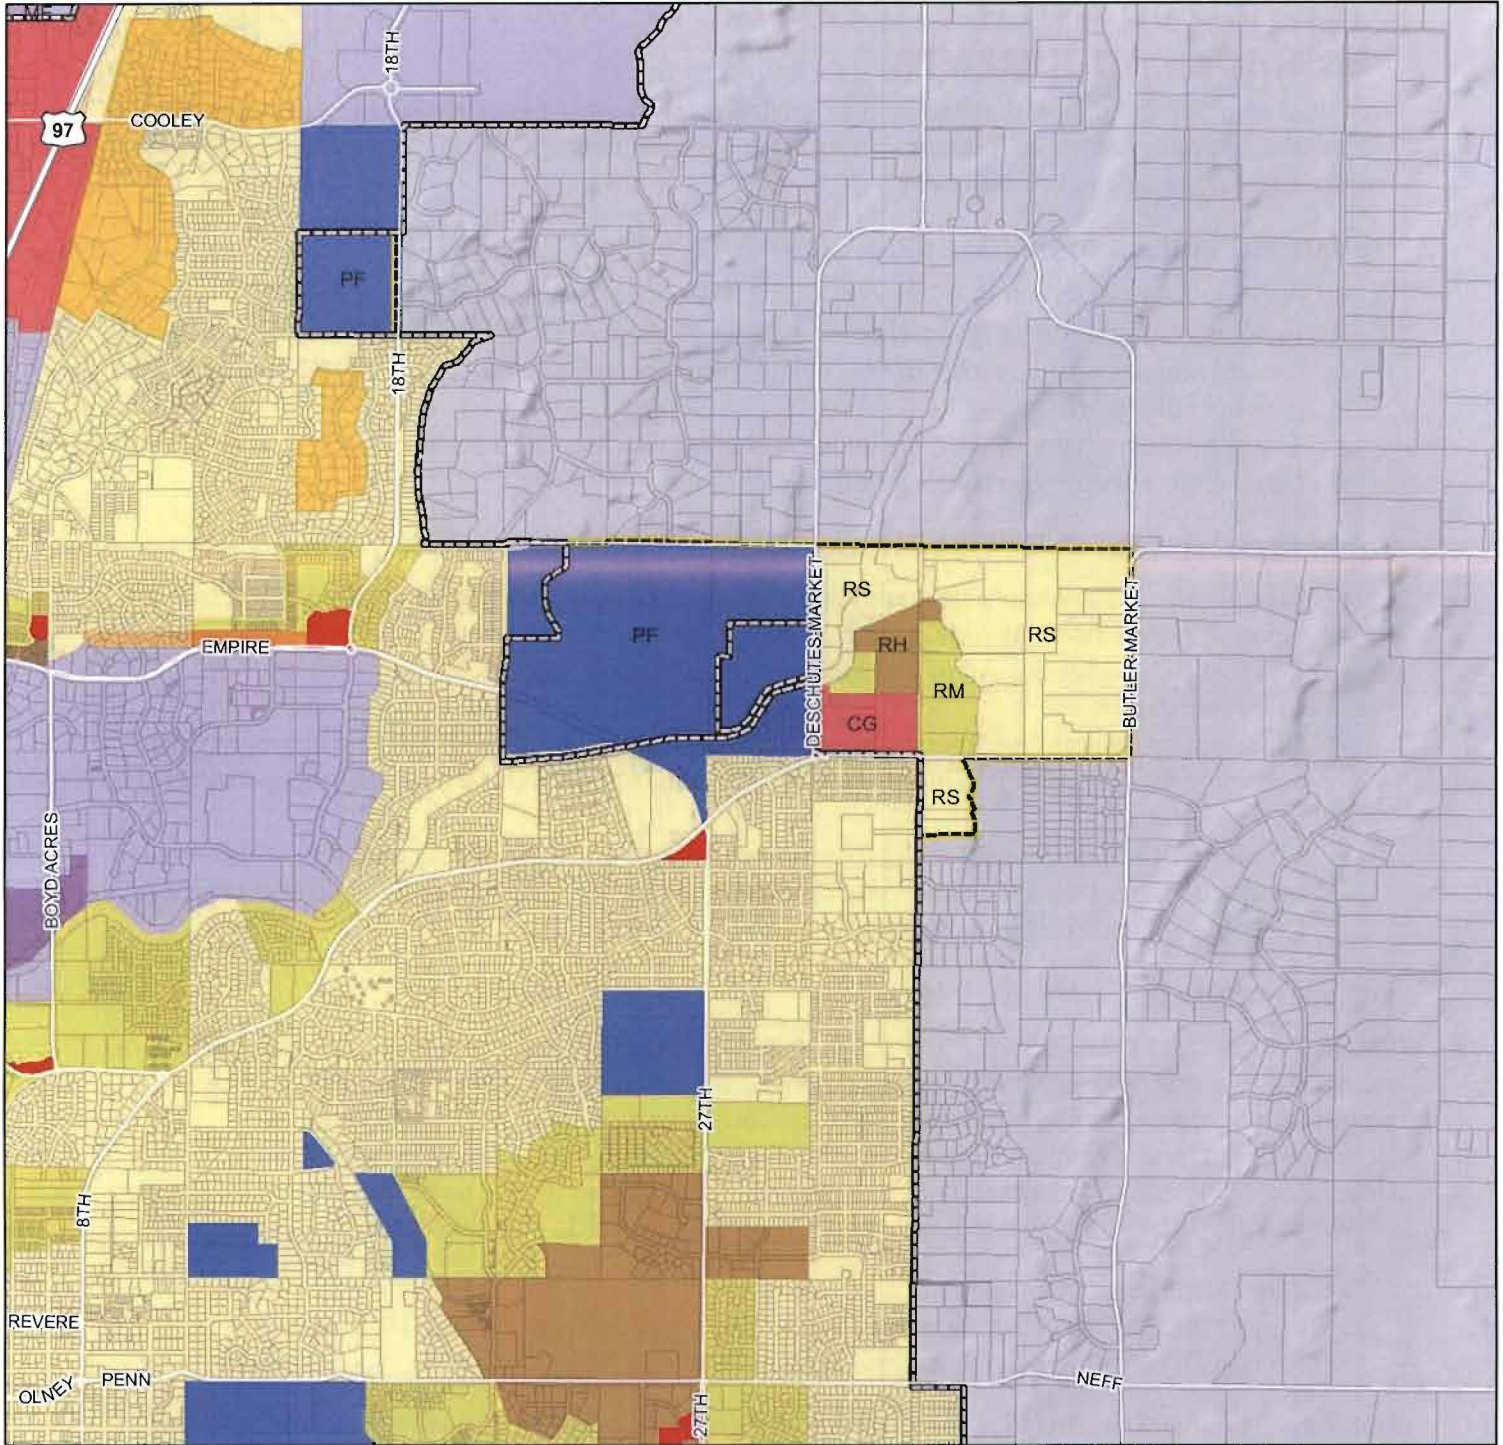 ME
18TH
COOLEY
97
PF
18TH
RS
DESCHUTES MARKET
BUTLER MARKET
PF
RS
RH
EMPIRE
RM
CG
RS
BOYD ACRES
27TH
8TH
REVERE
PENN
OLNEY
NEFF
27TH